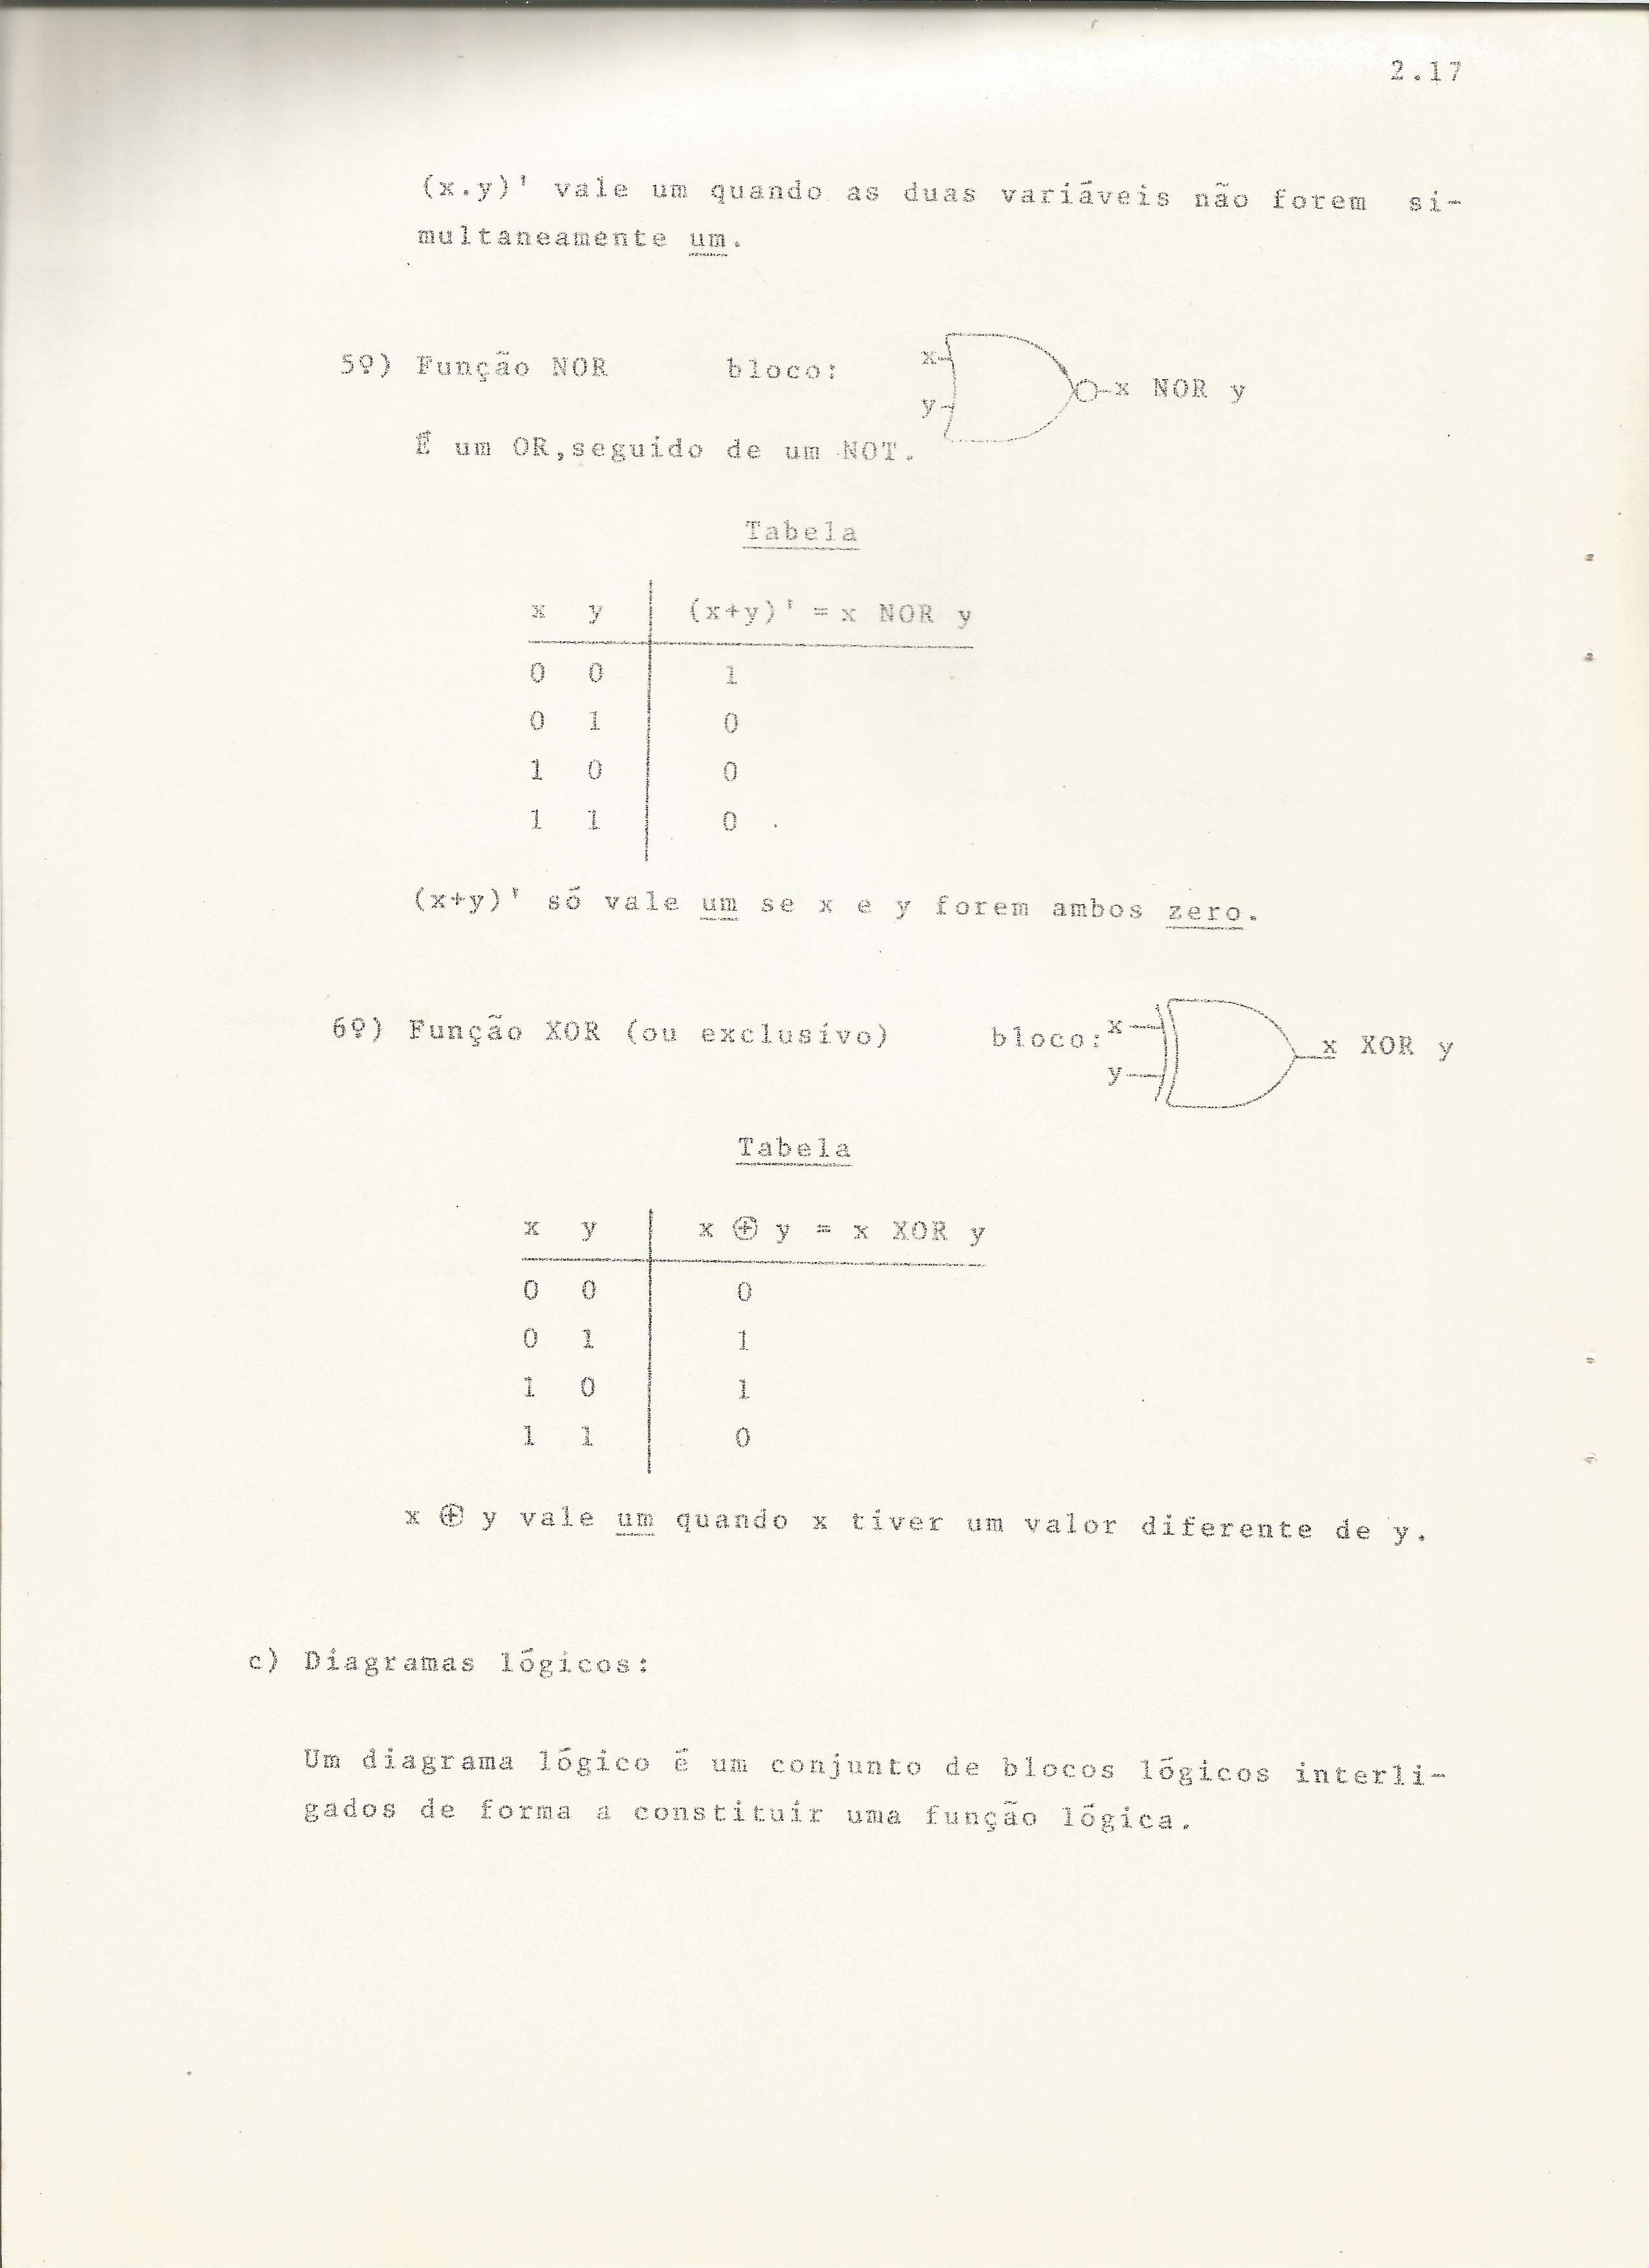 2.17
(x.y)' vale um quando as duas variáveis não forem si-
multaneamente um.
5º) Função NOR bloco: x y x NOR y
É um OR,seguido de um NOT.
Tabela
x y (x+y)' = x NOR y
0 0 1
0 1 0
1 0 0
1 1 0
(x+y)' só vale um se x e y forem ambos zero.
6º) Função XOR (ou exclusivo) bloco: x y x XOR y
Tabela
x y x ⊕ y = x XOR y
0 0 0
0 1 1
1 0 1
1 1 0
x ⊕ y vale um quando x tiver um valor diferente de y.
c) Diagramas lógicos:
Um diagrama lógico é um conjunto de blocos lógicos interli-
gados de forma a constituir uma função lógica.